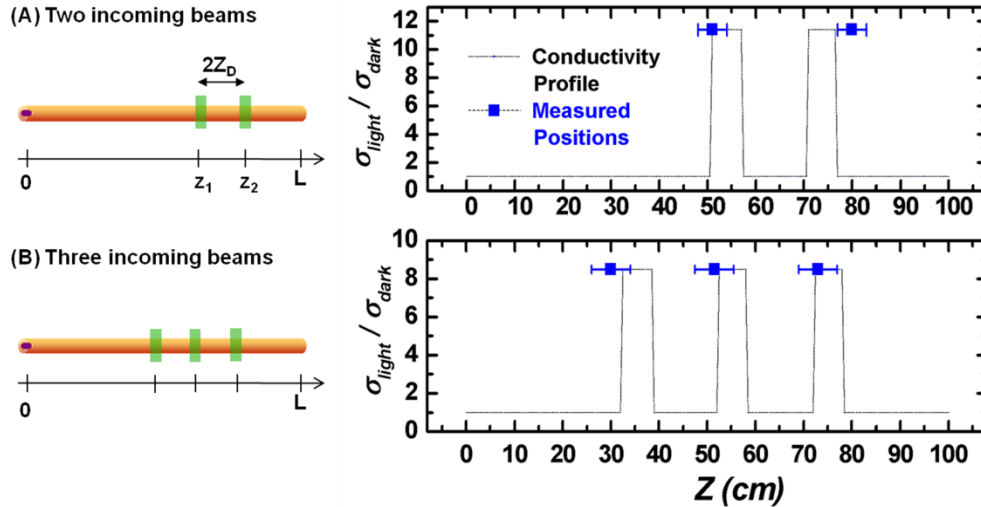 (A) Two incoming beams
2Z_D
0
z₁
z₂
L
σ_light / σ_dark
12
10
8
6
4
2
0
Conductivity
Profile
Measured
Positions
0 10 20 30 40 50 60 70 80 90 100
(B) Three incoming beams
0
L
σ_light / σ_dark
10
8
6
4
2
0
0 10 20 30 40 50 60 70 80 90 100
Z (cm)